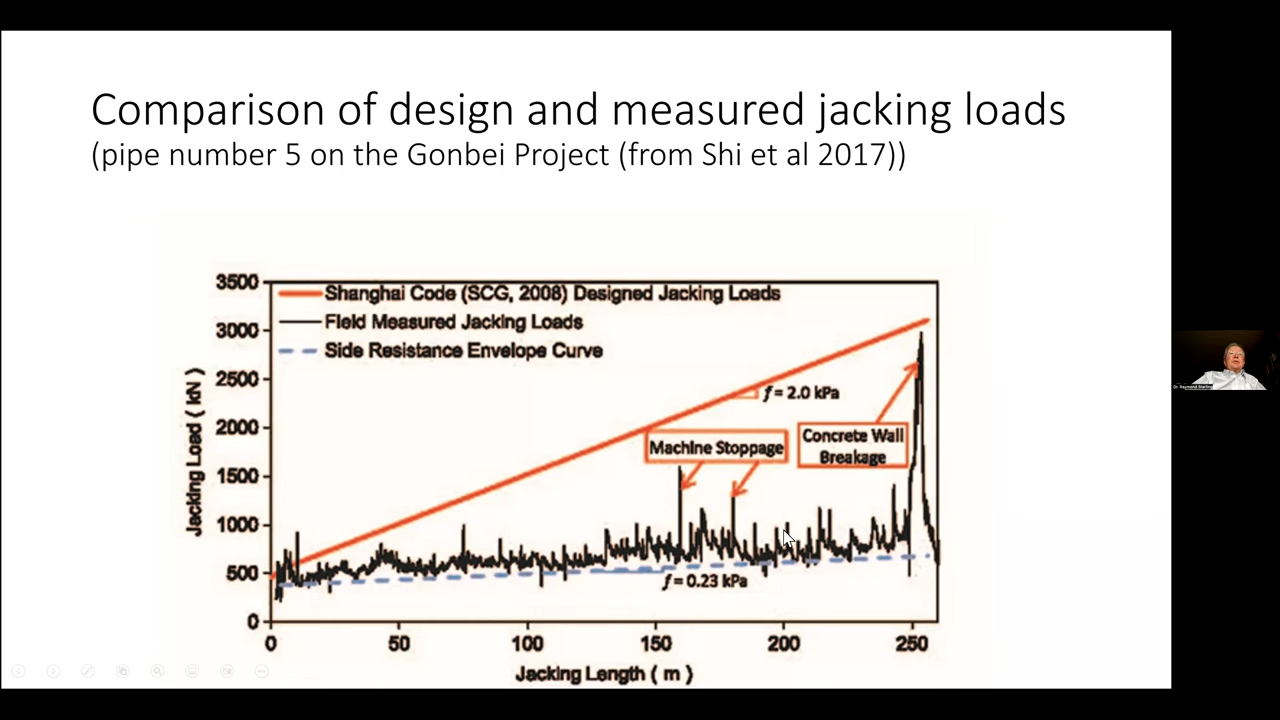 Comparison of design and measured jacking loads
(pipe number 5 on the Gonbei Project (from Shi et al 2017))
3500
3000
2500
2000
1500
1000
500
0
Jacking Load ( kN )
Shanghai Code (SCG, 2008) Designed Jacking Loads
Field Measured Jacking Loads
Side Resistance Envelope Curve
f = 2.0 kPa
Machine Stoppage
Concrete Wall
Breakage
f = 0.23 kPa
0 50 100 150 200 250
Jacking Length ( m )
Dr. Raymond Sterling